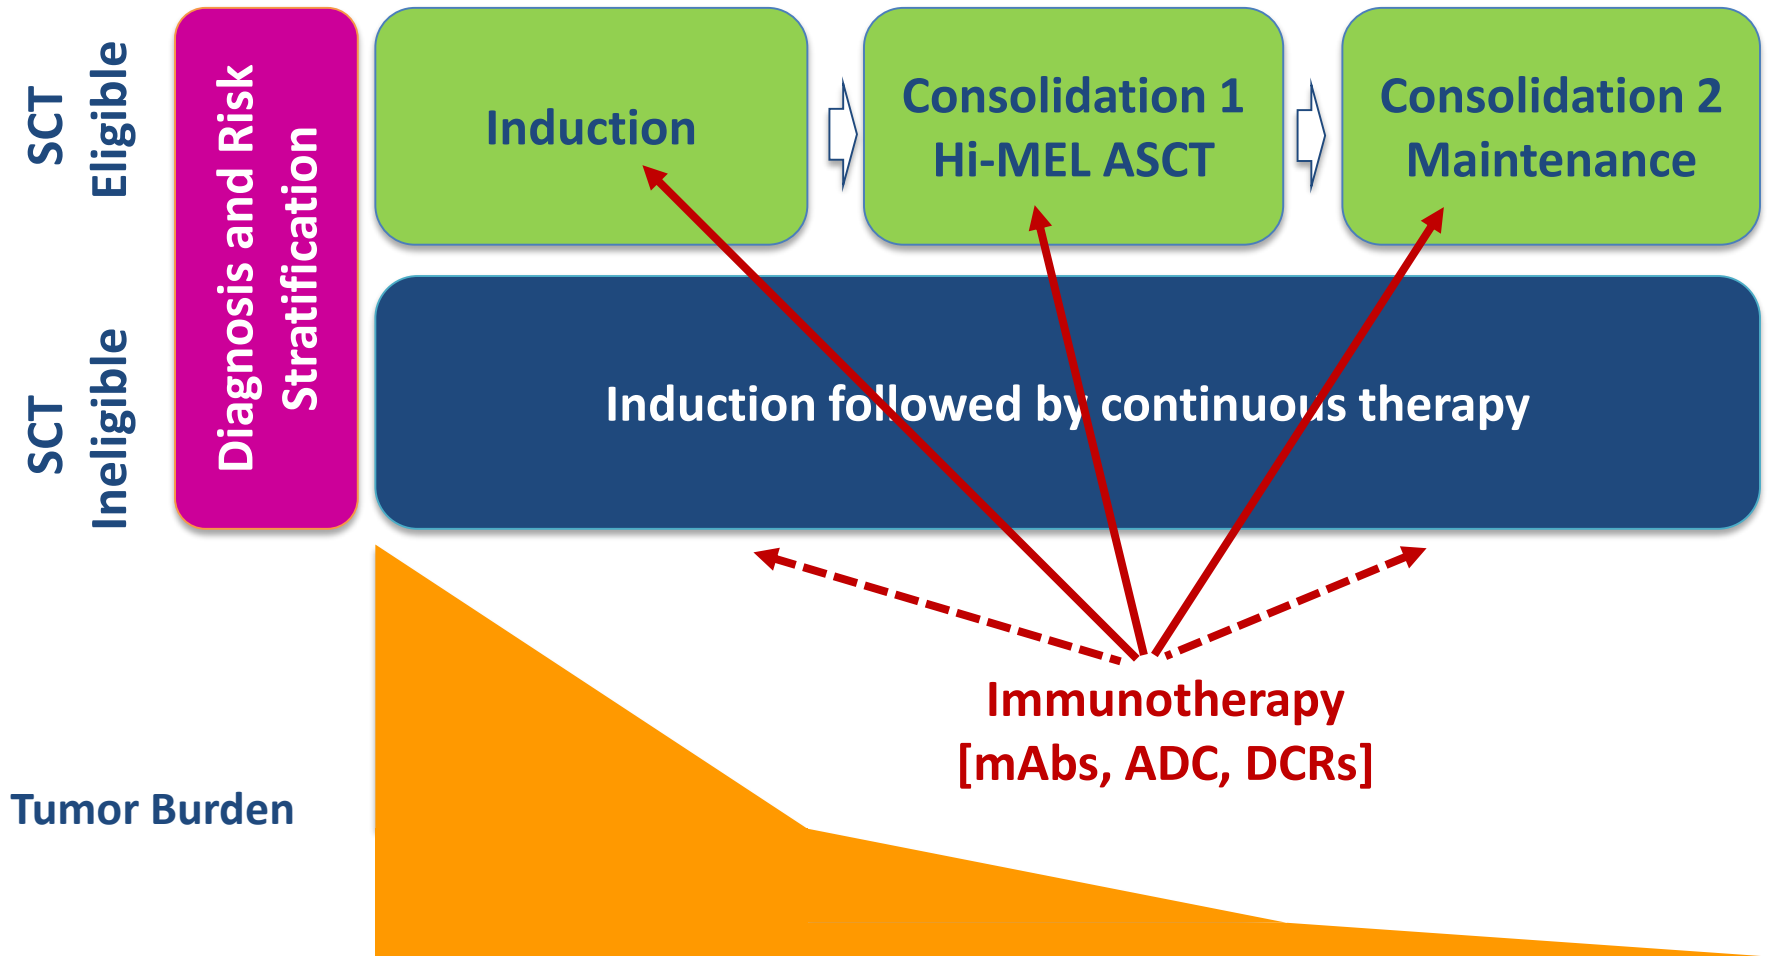 SCT
Eligible
SCT
Ineligible
Diagnosis and Risk
Stratification
Induction
Consolidation 1
Hi-MEL ASCT
Consolidation 2
Maintenance
Induction followed by continuous therapy
Immunotherapy
[mAbs, ADC, DCRs]
Tumor Burden